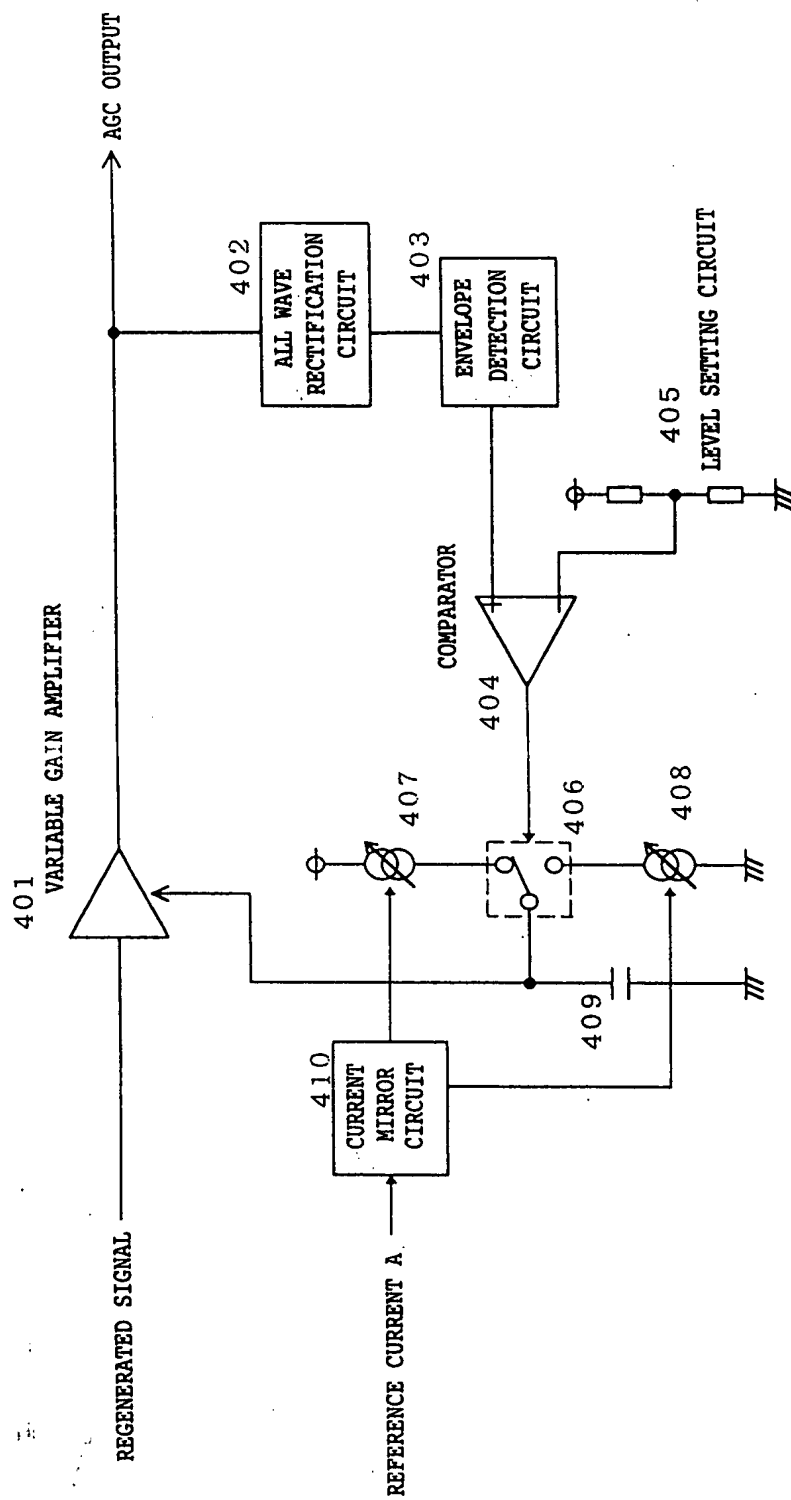 REGENERATED SIGNAL
401
VARIABLE GAIN AMPLIFIER
AGC OUTPUT
402
ALL WAVE
RECTIFICATION
CIRCUIT
403
ENVELOPE
DETECTION
CIRCUIT
COMPARATOR
404
405
LEVEL SETTING CIRCUIT
406
407
408
409
410
CURRENT
MIRROR
CIRCUIT
REFERENCE CURRENT A